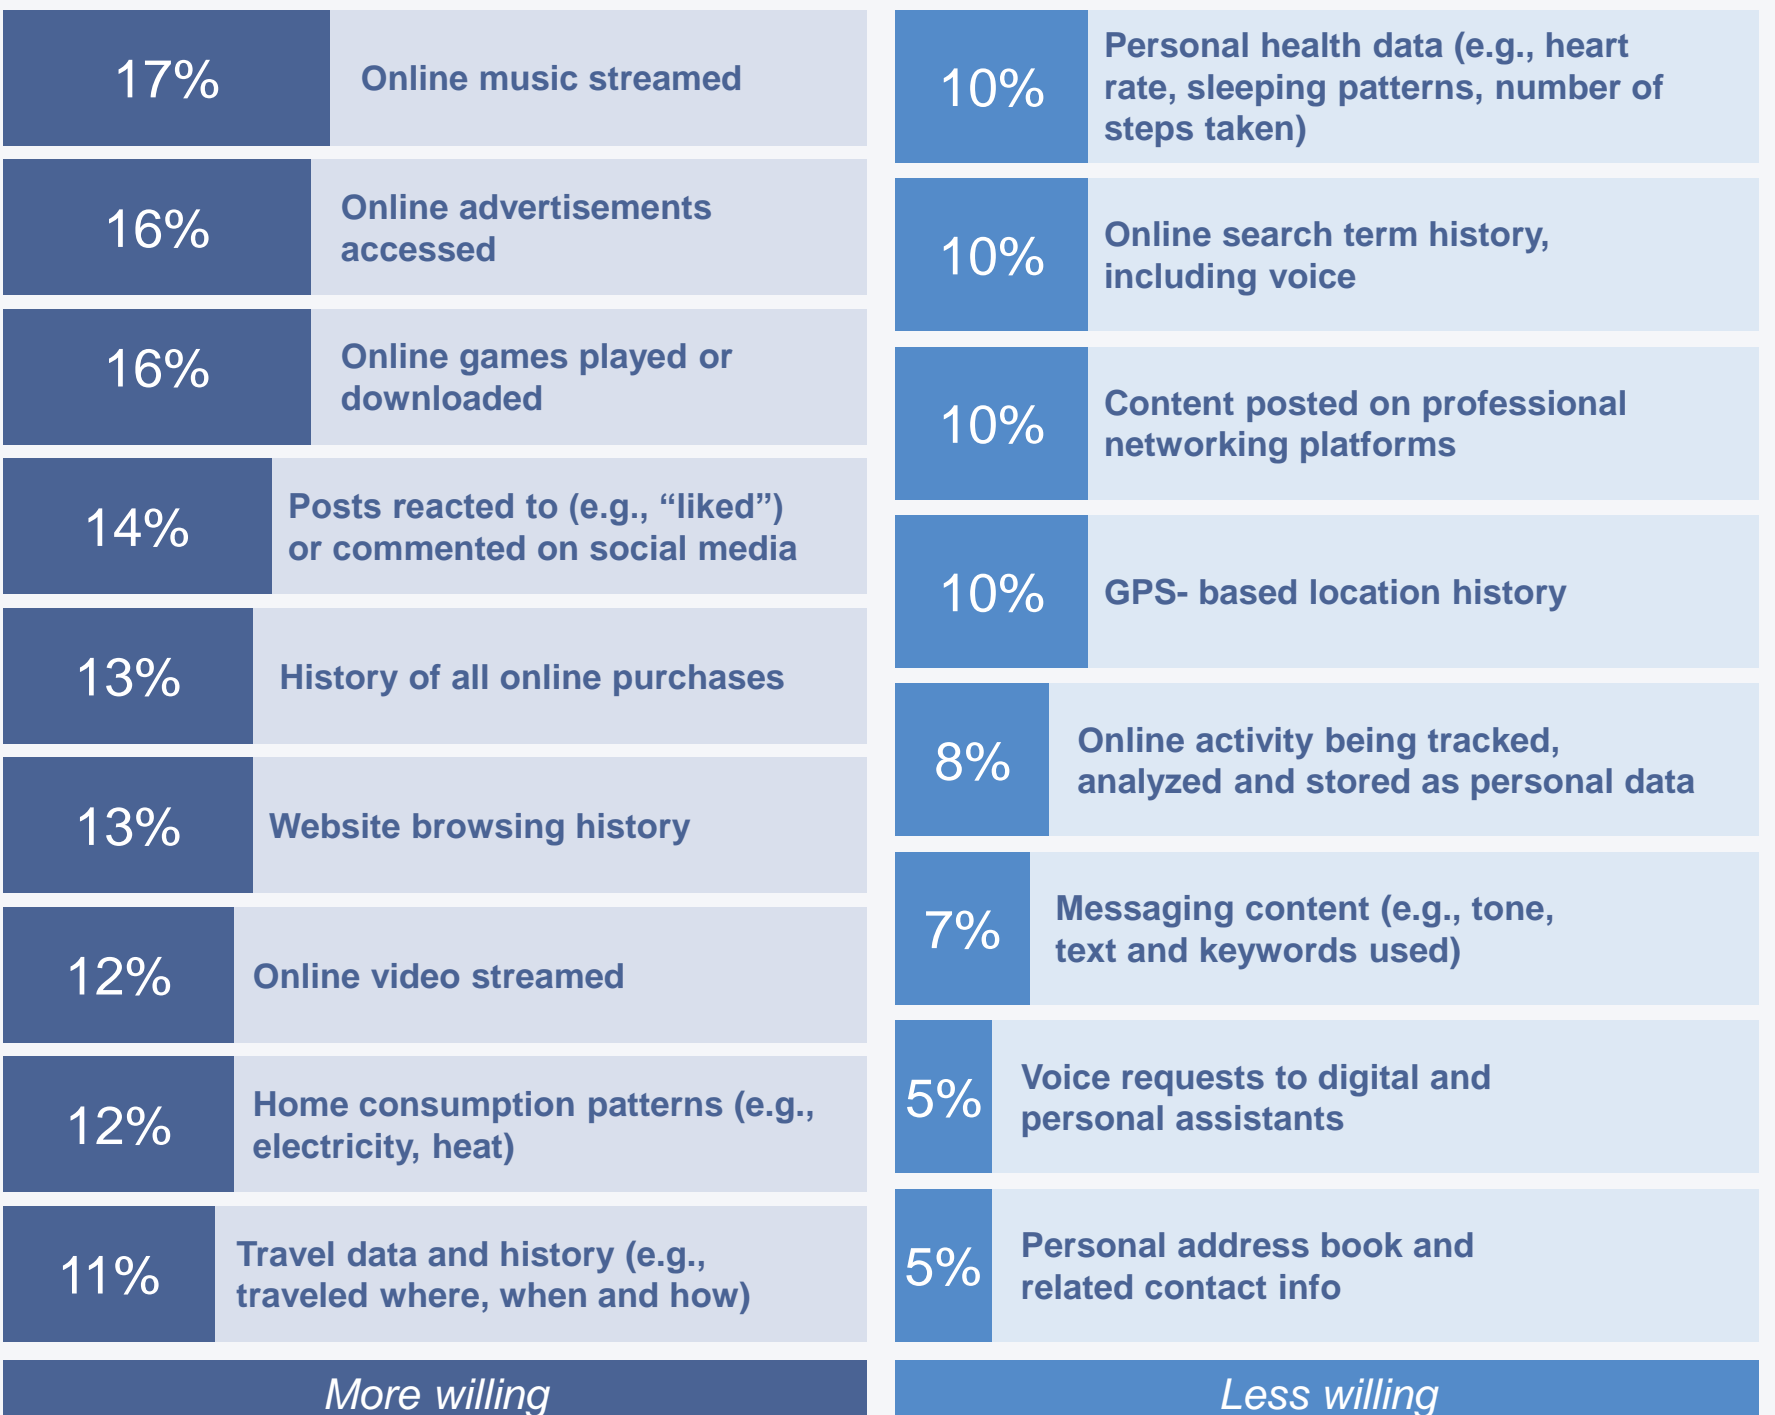 17%
Online music streamed
16%
Online advertisements
accessed
16%
Online games played or
downloaded
14%
Posts reacted to (e.g., “liked”)
or commented on social media
13%
History of all online purchases
13%
Website browsing history
12%
Online video streamed
12%
Home consumption patterns (e.g.,
electricity, heat)
11%
Travel data and history (e.g.,
traveled where, when and how)
More willing
10%
Personal health data (e.g., heart
rate, sleeping patterns, number of
steps taken)
10%
Online search term history,
including voice
10%
Content posted on professional
networking platforms
10%
GPS- based location history
8%
Online activity being tracked,
analyzed and stored as personal data
7%
Messaging content (e.g., tone,
text and keywords used)
5%
Voice requests to digital and
personal assistants
5%
Personal address book and
related contact info
Less willing